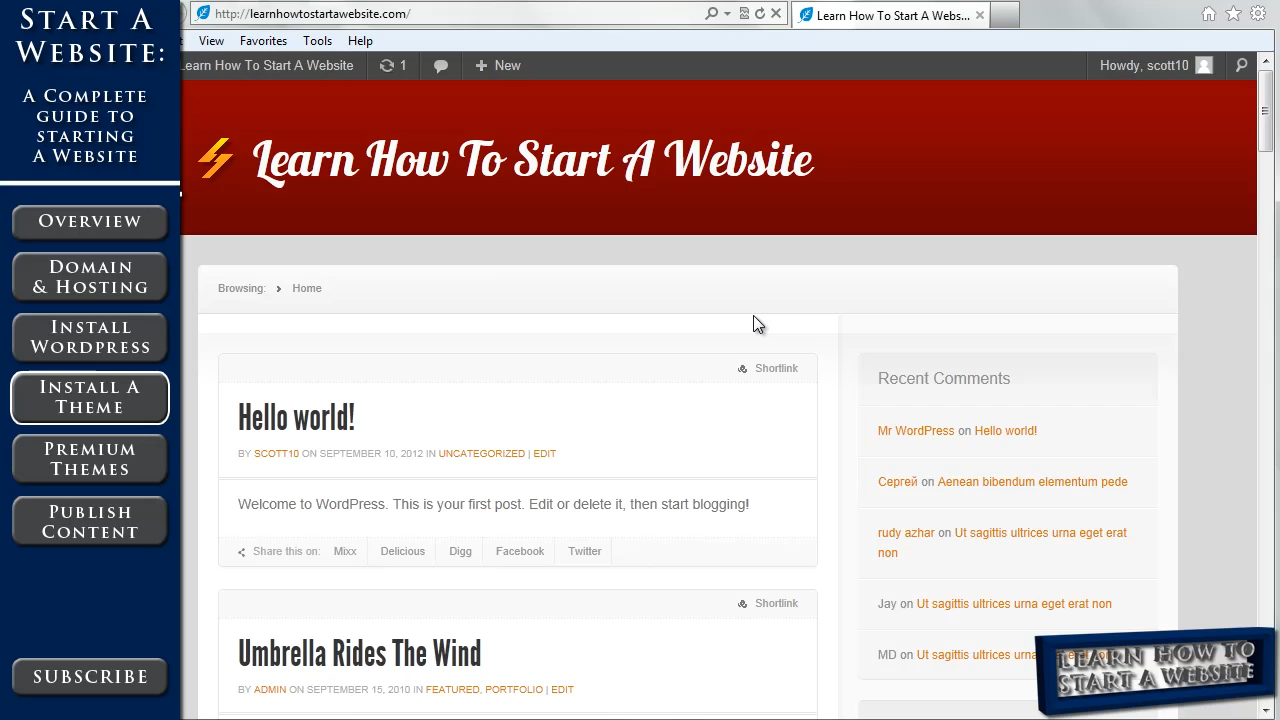 START A
WEBSITE:
A COMPLETE
GUIDE TO
STARTING
A WEBSITE
OVERVIEW
DOMAIN
& HOSTING
INSTALL
WORDPRESS
INSTALL A
THEME
PREMIUM
THEMES
PUBLISH
CONTENT
SUBSCRIBE
http://learnhowtostartawebsite.com/
Learn How To Start A Webs...
View Favorites Tools Help
Learn How To Start A Website 1 New Howdy, scott10
Learn How To Start A Website
Browsing: Home
Shortlink
Hello world!
BY SCOTT10 ON SEPTEMBER 10, 2012 IN UNCATEGORIZED | EDIT
Welcome to WordPress. This is your first post. Edit or delete it, then start blogging!
Share this on: Mixx Delicious Digg Facebook Twitter
Shortlink
Umbrella Rides The Wind
BY ADMIN ON SEPTEMBER 15, 2010 IN FEATURED, PORTFOLIO | EDIT
Recent Comments
Mr WordPress on Hello world!
Сергей on Aenean bibendum elementum pede
rudy azhar on Ut sagittis ultrices urna eget erat
non
Jay on Ut sagittis ultrices urna eget erat non
MD on Ut sagittis ultrices urna
LEARN HOW TO
START A WEBSITE